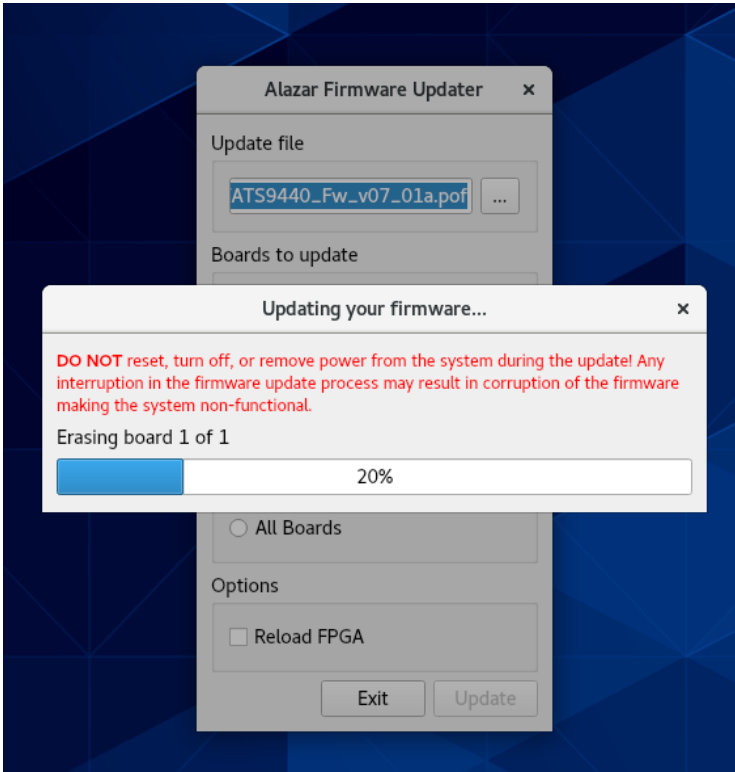 Alazar Firmware Updater ×
Update file
ATS9440_Fw_v07_01a.pof ...
Boards to update
Updating your firmware... ×
DO NOT reset, turn off, or remove power from the system during the update! Any
interruption in the firmware update process may result in corruption of the firmware
making the system non-functional.
Erasing board 1 of 1
20%
All Boards
Options
Reload FPGA
Exit Update